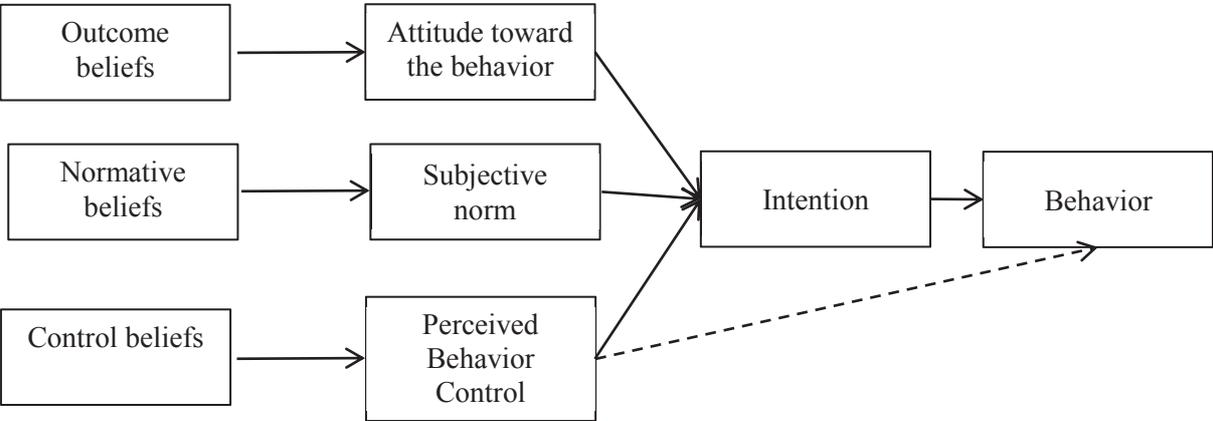 Outcome
beliefs
Attitude toward
the behavior
Normative
beliefs
Subjective
norm
Intention
Behavior
Control beliefs
Perceived
Behavior
Control